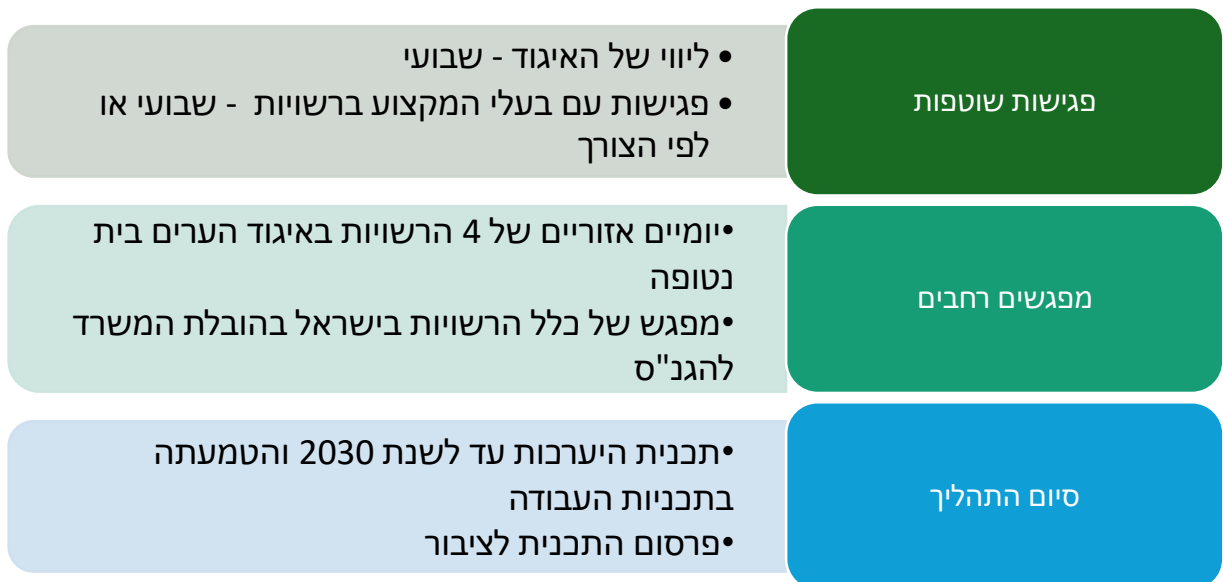 פגישות שוטפות
• ליווי של האיגוד - שבועי
• פגישות עם בעלי המקצוע ברשויות - שבועי או
לפי הצורך
מפגשים רחבים
•יומיים אזוריים של 4 הרשויות באיגוד הערים בית
נטופה
•מפגש של כלל הרשויות בישראל בהובלת המשרד
להגנ"ס
סיום התהליך
•תכנית היערכות עד לשנת 2030 והטמעתה
בתכניות העבודה
•פרסום התכנית לציבור